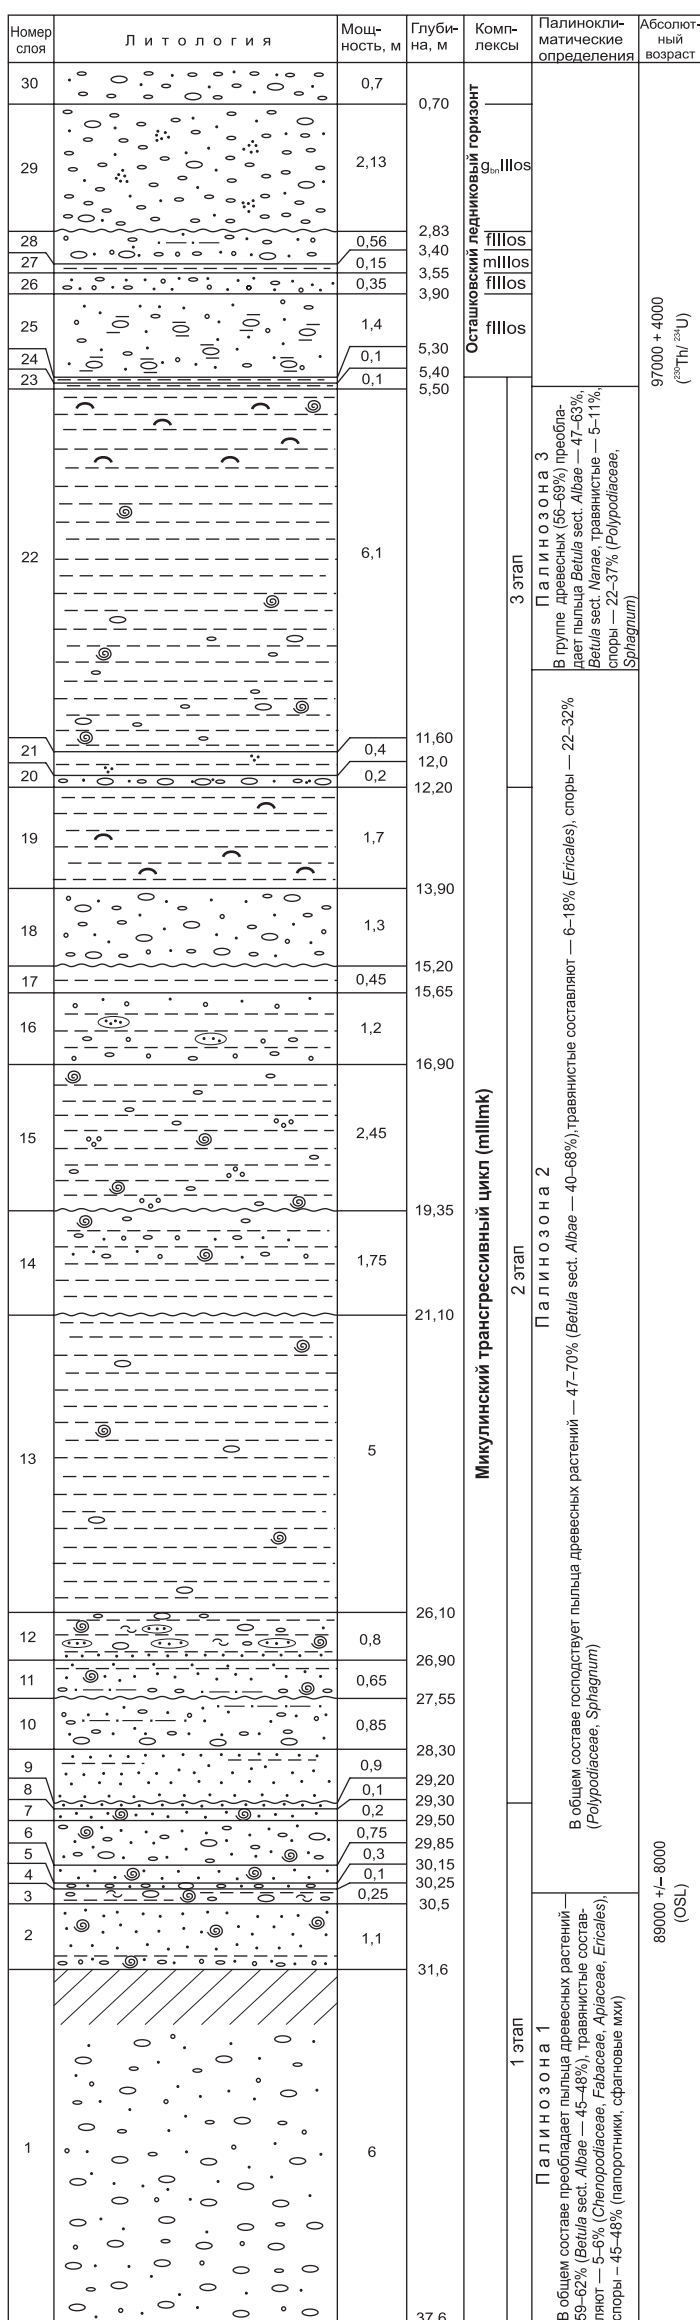 Номер слоя
Литология
Мощ-
ность, м
Глуби-
на, м
Комп-
лексы
Палинокли-
матические
определения
Абсолют-
ный
возраст
30
0,7
0,70
29
2,13
g bn IIIos
2,83
28
0,56
fIIIos
3,40
27
0,15
mIIIos
3,55
26
0,35
fIIIos
3,90
25
1,4
fIIIos
5,30
24
0,1
5,40
23
0,1
5,50
22
6,1
11,60
21
0,4
12,0
20
0,2
12,20
19
1,7
13,90
18
1,3
15,20
17
0,45
15,65
16
1,2
16,90
15
2,45
19,35
14
1,75
21,10
13
5
26,10
12
0,8
26,90
11
0,65
27,55
10
0,85
28,30
9
0,9
29,20
8
0,1
29,30
7
0,2
29,50
6
0,75
29,85
5
0,3
30,15
4
0,1
30,25
3
0,25
30,5
2
1,1
31,6
1
6
37,6
Осташковский ледниковый горизонт
Микулинский трансгрессивный цикл (mIIImk)
3 этап
2 этап
1 этап
Палинозона 3
В группе древесных (56–69%) преобла-
дает пыльца Betula sect. Albae — 47–63%,
Betula sect. Nanae, травянистые — 5–11%,
споры — 22–37% (Polypodiaceae,
Sphagnum)
Палинозона 2
В общем составе господствует пыльца древесных растений — 47–70% (Betula sect. Albae — 40–68%),травянистые составляют — 6–18% (Ericales), споры — 22–32%
(Polypodiaceae, Sphagnum)
Палинозона 1
В общем составе преобладает пыльца древесных растений—
59–62% (Betula sect. Albae — 45–48%), травянистые состав-
ляют — 5–6% (Chenopodiaceae, Fabaceae, Apiaceae, Ericales),
споры – 45–48% (папоротники, сфагновые мхи)
97000 + 4000
(²³⁰Th/ ²³⁴U)
89000 +/– 8000
(OSL)